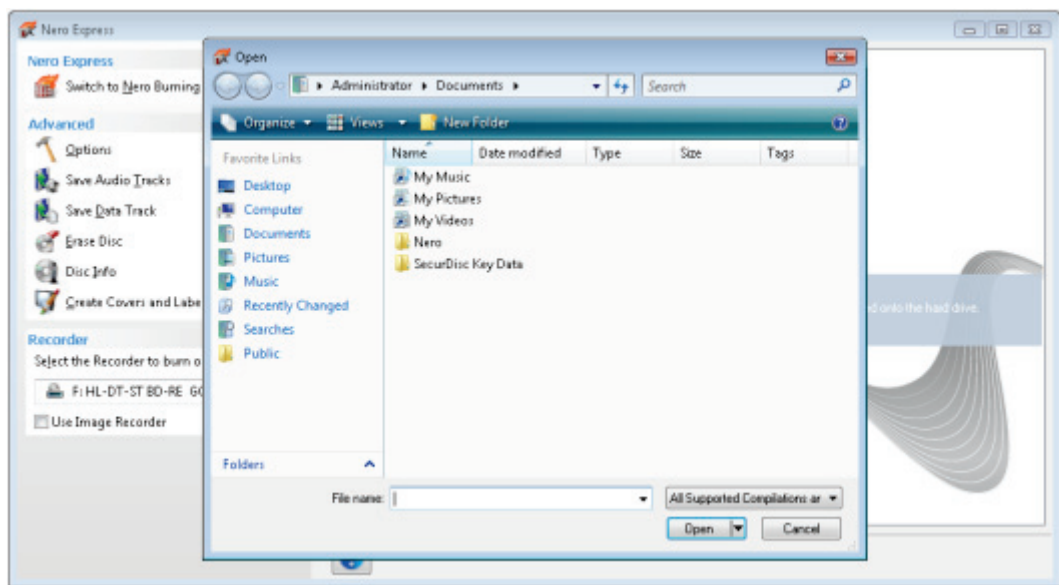 Nero Express
Nero Express
Switch to Nero Burning
Advanced
Options
Save Audio Tracks
Save Data Track
Erase Disc
Disc Info
Create Covers and Labe
Recorder
Select the Recorder to burn o
F: HL-DT-ST BD-RE GG
Use Image Recorder
Open
Administrator Documents
Search
Organize Views New Folder
Favorite Links
Desktop
Computer
Documents
Pictures
Music
Recently Changed
Searches
Public
Folders
Name Date modified Type Size Tags
My Music
My Pictures
My Videos
Nero
SecurDisc Key Data
File name:
All Supported Compilations ar
Open Cancel
ed onto the hard drive.